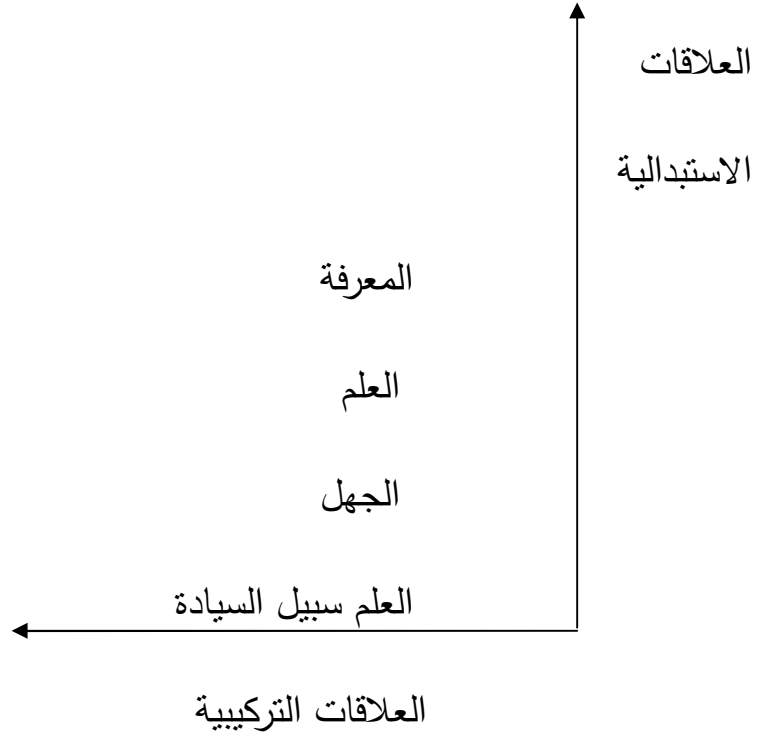 العلاقات
الاستبدالية
المعرفة
العلم
الجهل
العلم سبيل السيادة
العلاقات التركيبية